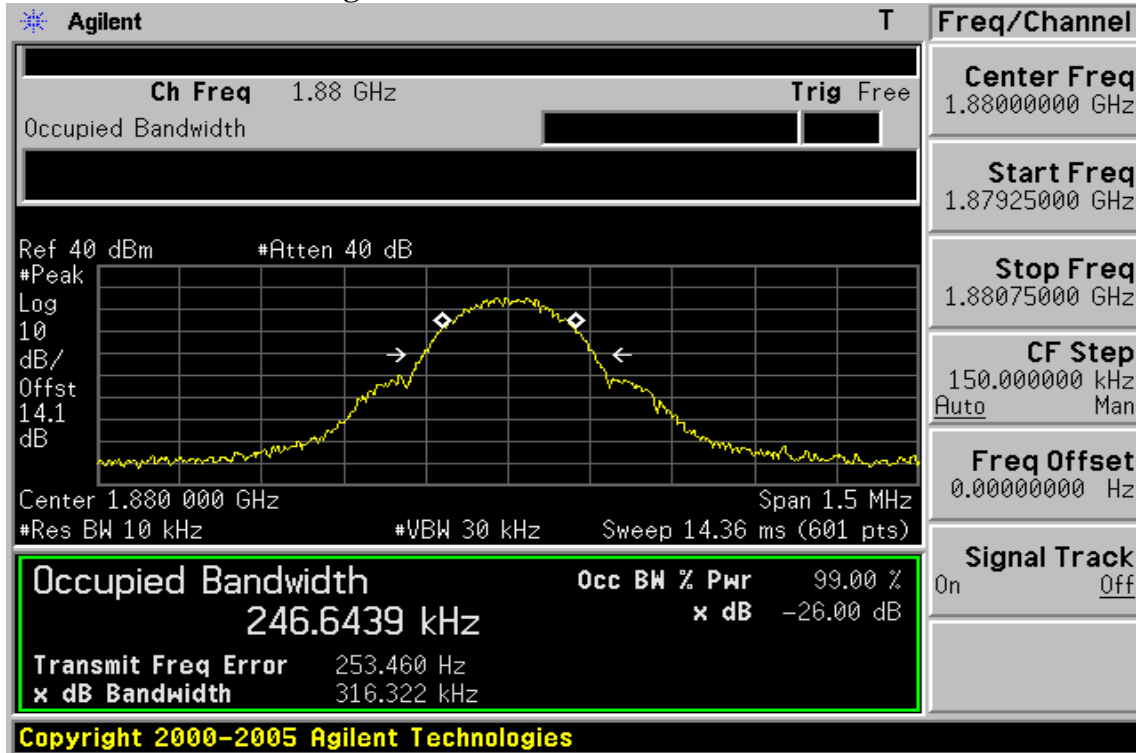 Agilent T Freq/Channel
Ch Freq 1.88 GHz Trig Free
Occupied Bandwidth
Center Freq
1.88000000 GHz
Start Freq
1.87925000 GHz
Stop Freq
1.88075000 GHz
CF Step
150.000000 kHz
Auto Man
Freq Offset
0.00000000 Hz
Signal Track
On Off
Ref 40 dBm #Atten 40 dB
#Peak
Log
10
dB/
Offst
14.1
dB
Center 1.880 000 GHz Span 1.5 MHz
#Res BW 10 kHz #VBW 30 kHz Sweep 14.36 ms (601 pts)
Occupied Bandwidth Occ BW % Pwr 99.00 %
246.6439 kHz x dB -26.00 dB
Transmit Freq Error 253.460 Hz
x dB Bandwidth 316.322 kHz
Copyright 2000-2005 Agilent Technologies